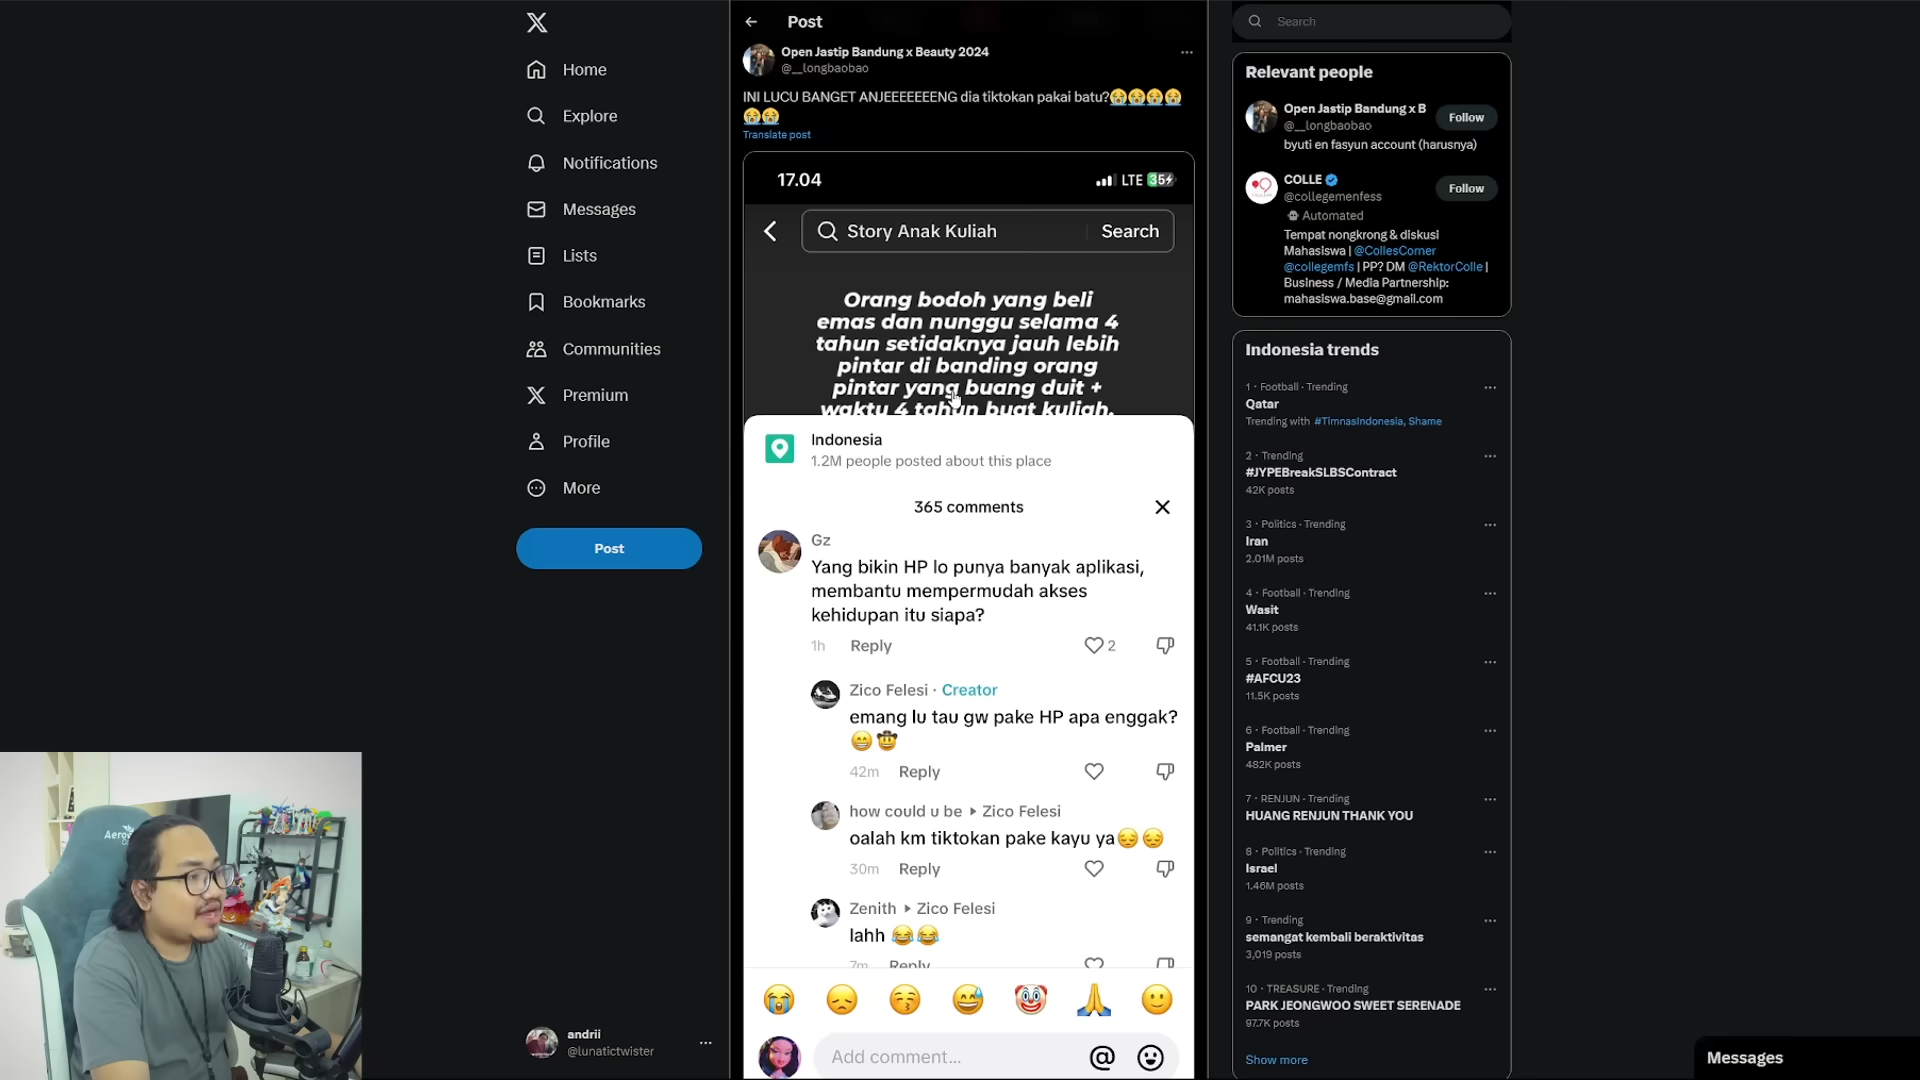 Home
Explore
Notifications
Messages
Lists
Bookmarks
Communities
Premium
Profile
More
Post
andrii
@lunatictwister
Post
Open Jastip Bandung x Beauty 2024
@__longbaobao
INI LUCU BANGET ANJEEEEEEENG dia tiktokan pakai batu?😭😭😭😭
😭😭
Translate post
17.04
LTE 35
Story Anak Kuliah Search
Orang bodoh yang beli
emas dan nunggu selama 4
tahun setidaknya jauh lebih
pintar di banding orang
pintar yang buang duit +
waktu 4 tahun buat kuliah.
Indonesia
1.2M people posted about this place
365 comments
Gz
Yang bikin HP lo punya banyak aplikasi,
membantu mempermudah akses
kehidupan itu siapa?
1h Reply 2
Zico Felesi · Creator
emang lu tau gw pake HP apa enggak?
😁🤠
42m Reply
how could u be ▸ Zico Felesi
oalah km tiktokan pake kayu ya😔😔
30m Reply
Zenith ▸ Zico Felesi
lahh 😂😂
7m Reply
Add comment...
Search
Relevant people
Open Jastip Bandung x B
@__longbaobao
Follow
byuti en fasyun account (harusnya)
COLLE
@collegemenfess
Follow
Automated
Tempat nongkrong & diskusi
Mahasiswa | @CollesCorner
@collegemfs | PP? DM @RektorColle |
Business / Media Partnership:
mahasiswa.base@gmail.com
Indonesia trends
1 · Football · Trending
Qatar
Trending with #TimnasIndonesia, Shame
2 · Trending
#JYPEBreakSLBSContract
42K posts
3 · Politics · Trending
Iran
2.01M posts
4 · Football · Trending
Wasit
41.1K posts
5 · Football · Trending
#AFCU23
11.5K posts
6 · Football · Trending
Palmer
482K posts
7 · RENJUN · Trending
HUANG RENJUN THANK YOU
8 · Politics · Trending
Israel
1.46M posts
9 · Trending
semangat kembali beraktivitas
3,019 posts
10 · TREASURE · Trending
PARK JEONGWOO SWEET SERENADE
97.7K posts
Show more
Messages